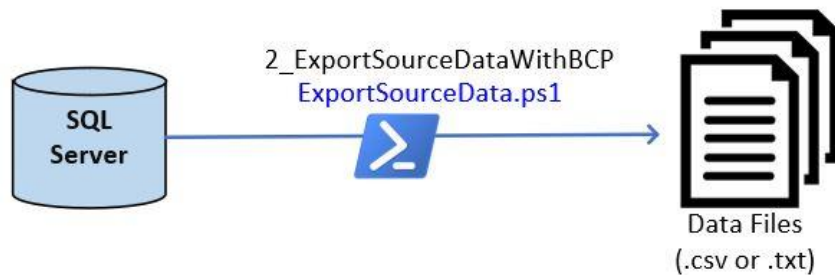 2_ExportSourceDataWithBCP
ExportSourceData.ps1
SQL
Server
Data Files
(.csv or .txt)